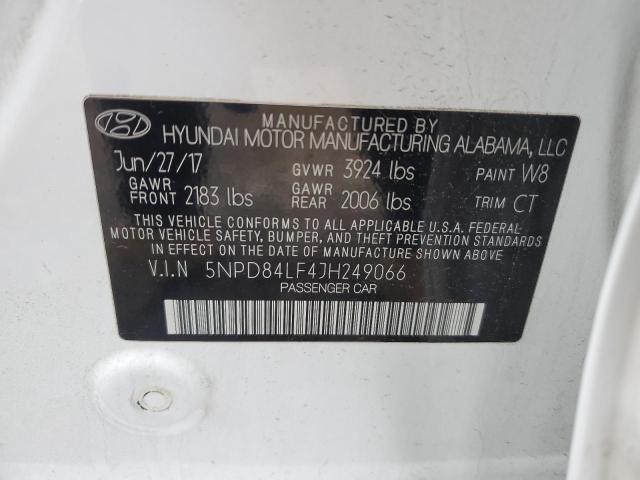 MANUFACTURED BY
HYUNDAI MOTOR MANUFACTURING ALABAMA, LLC
Jun/27/17 GVWR 3924 lbs PAINT W8
GAWR FRONT 2183 lbs GAWR REAR 2006 lbs TRIM CT
THIS VEHICLE CONFORMS TO ALL APPLICABLE U.S.A. FEDERAL
MOTOR VEHICLE SAFETY, BUMPER, AND THEFT PREVENTION STANDARDS
IN EFFECT ON THE DATE OF MANUFACTURE SHOWN ABOVE.
V.I.N 5NPD84LF4JH249066
PASSENGER CAR